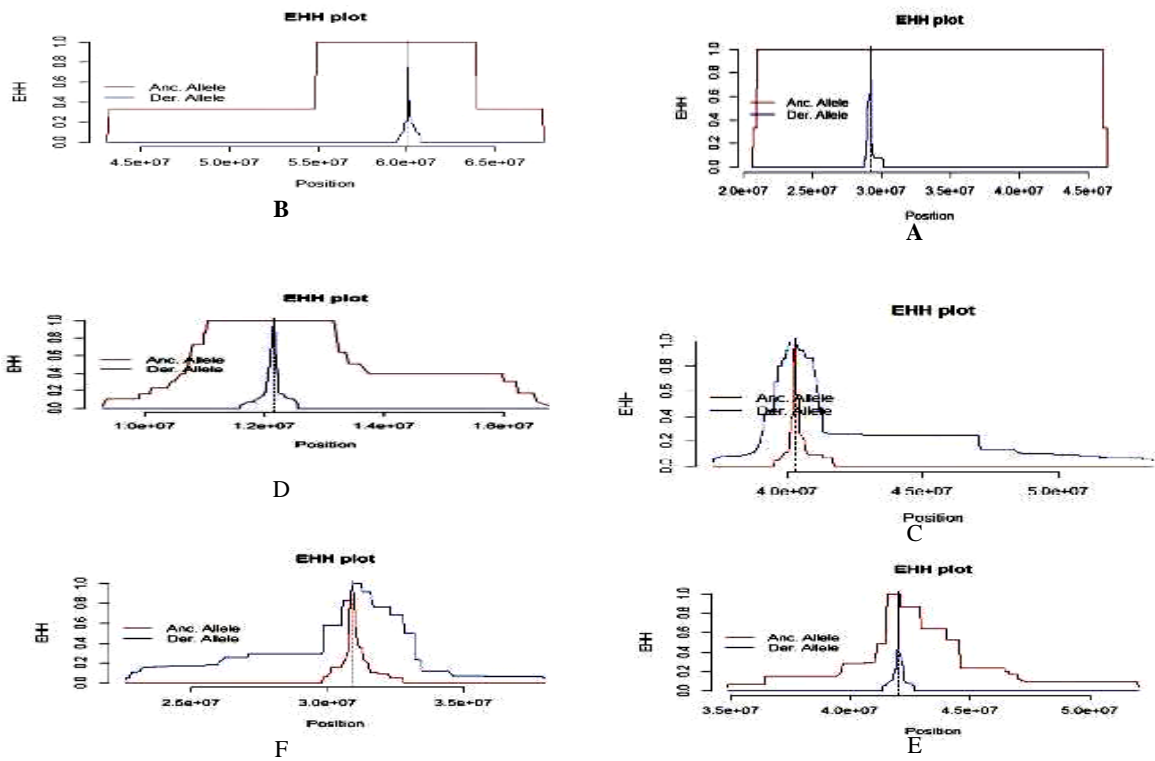 EHH plot
EHH
0.0 0.2 0.4 0.6 0.8 1.0
Anc. Allele
Der. Allele
4.5e+07 5.0e+07 5.5e+07 6.0e+07 6.5e+07
Position
B
EHH plot
EHH
0.0 0.2 0.4 0.6 0.8 1.0
Anc. Allele
Der. Allele
2.0e+07 2.5e+07 3.0e+07 3.5e+07 4.0e+07 4.5e+07
Position
A
EHH plot
EHH
0.0 0.2 0.4 0.6 0.8 1.0
Anc. Allele
Der. Allele
1.0e+07 1.2e+07 1.4e+07 1.6e+07
Position
D
EHH plot
EHH
0.0 0.2 0.4 0.6 0.8 1.0
Anc. Allele
Der. Allele
4.0e+07 4.5e+07 5.0e+07
Position
C
EHH plot
EHH
0.0 0.2 0.4 0.6 0.8 1.0
Anc. Allele
Der. Allele
2.5e+07 3.0e+07 3.5e+07
Position
F
EHH plot
EHH
0.0 0.2 0.4 0.6 0.8 1.0
Anc. Allele
Der. Allele
3.5e+07 4.0e+07 4.5e+07 5.0e+07
Position
E